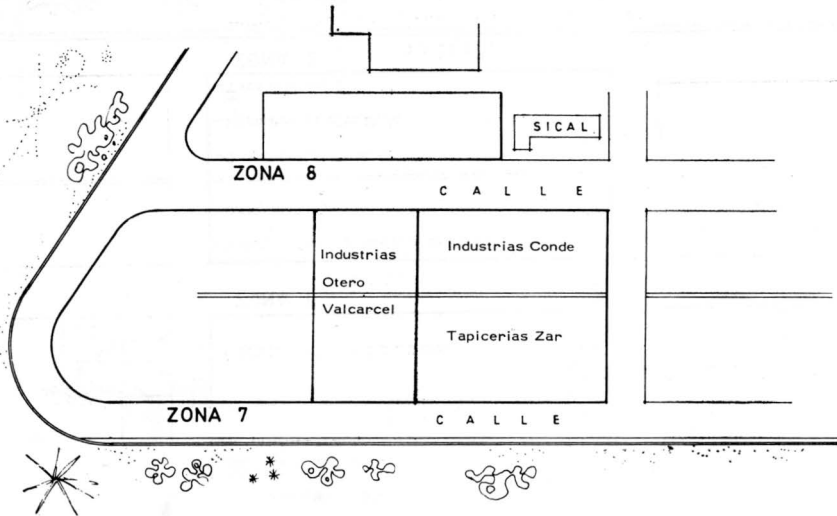 SICAL
ZONA 8
C A L L E
Industrias
Otero
Valcarcel
Industrias Conde
Tapicerias Zar
ZONA 7
C A L L E